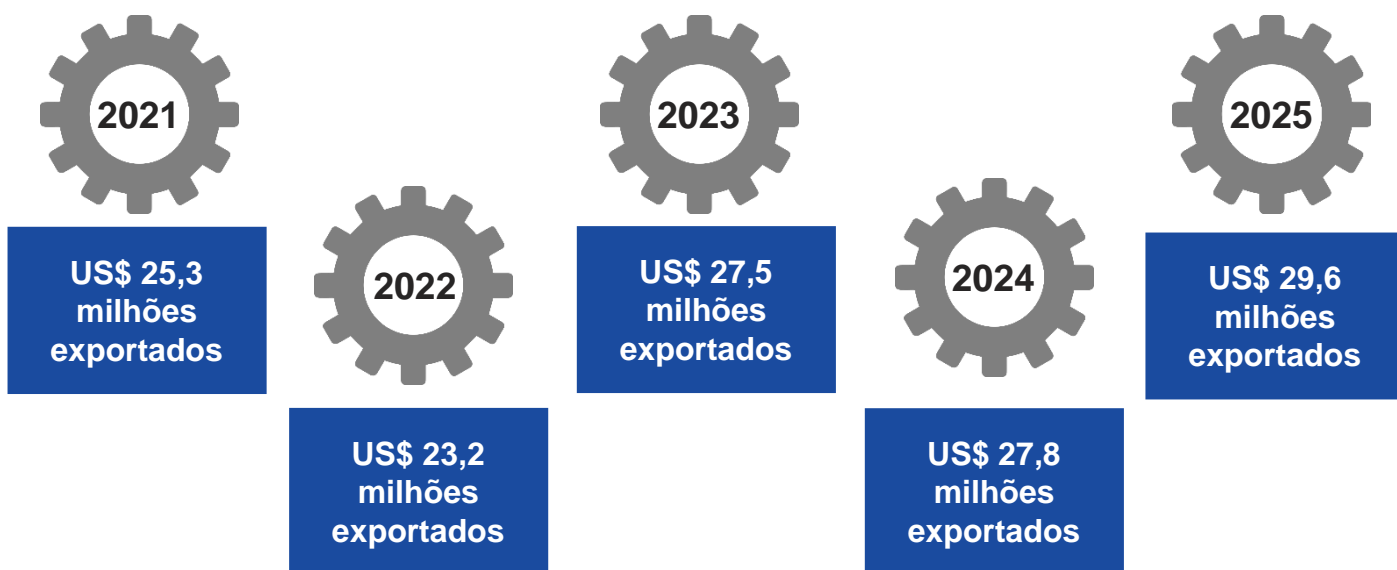 2021
US$ 25,3
milhões
exportados
2022
US$ 23,2
milhões
exportados
2023
US$ 27,5
milhões
exportados
2024
US$ 27,8
milhões
exportados
2025
US$ 29,6
milhões
exportados